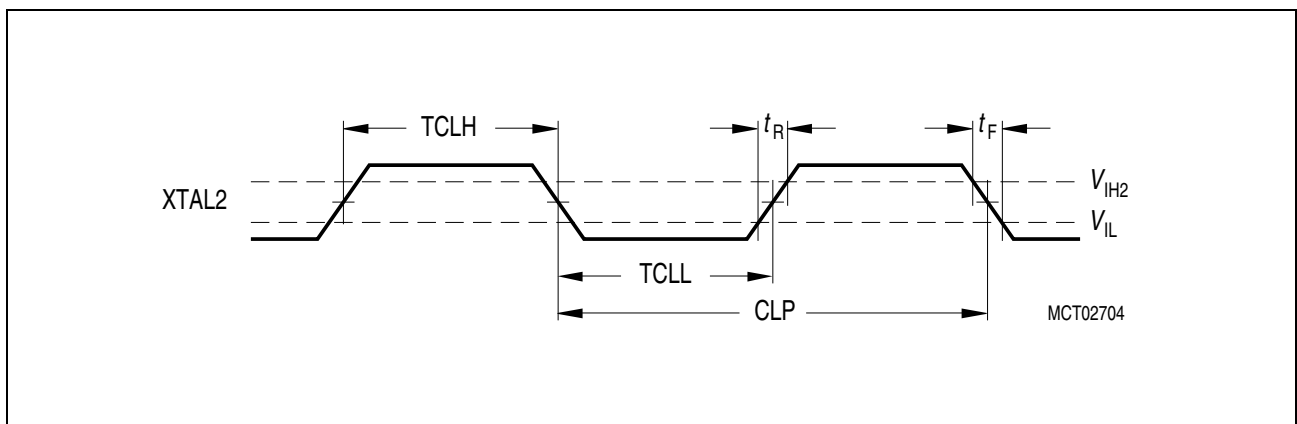 TCLH
tR
tF
XTAL2
VIH2
VIL
TCLL
CLP
MCT02704